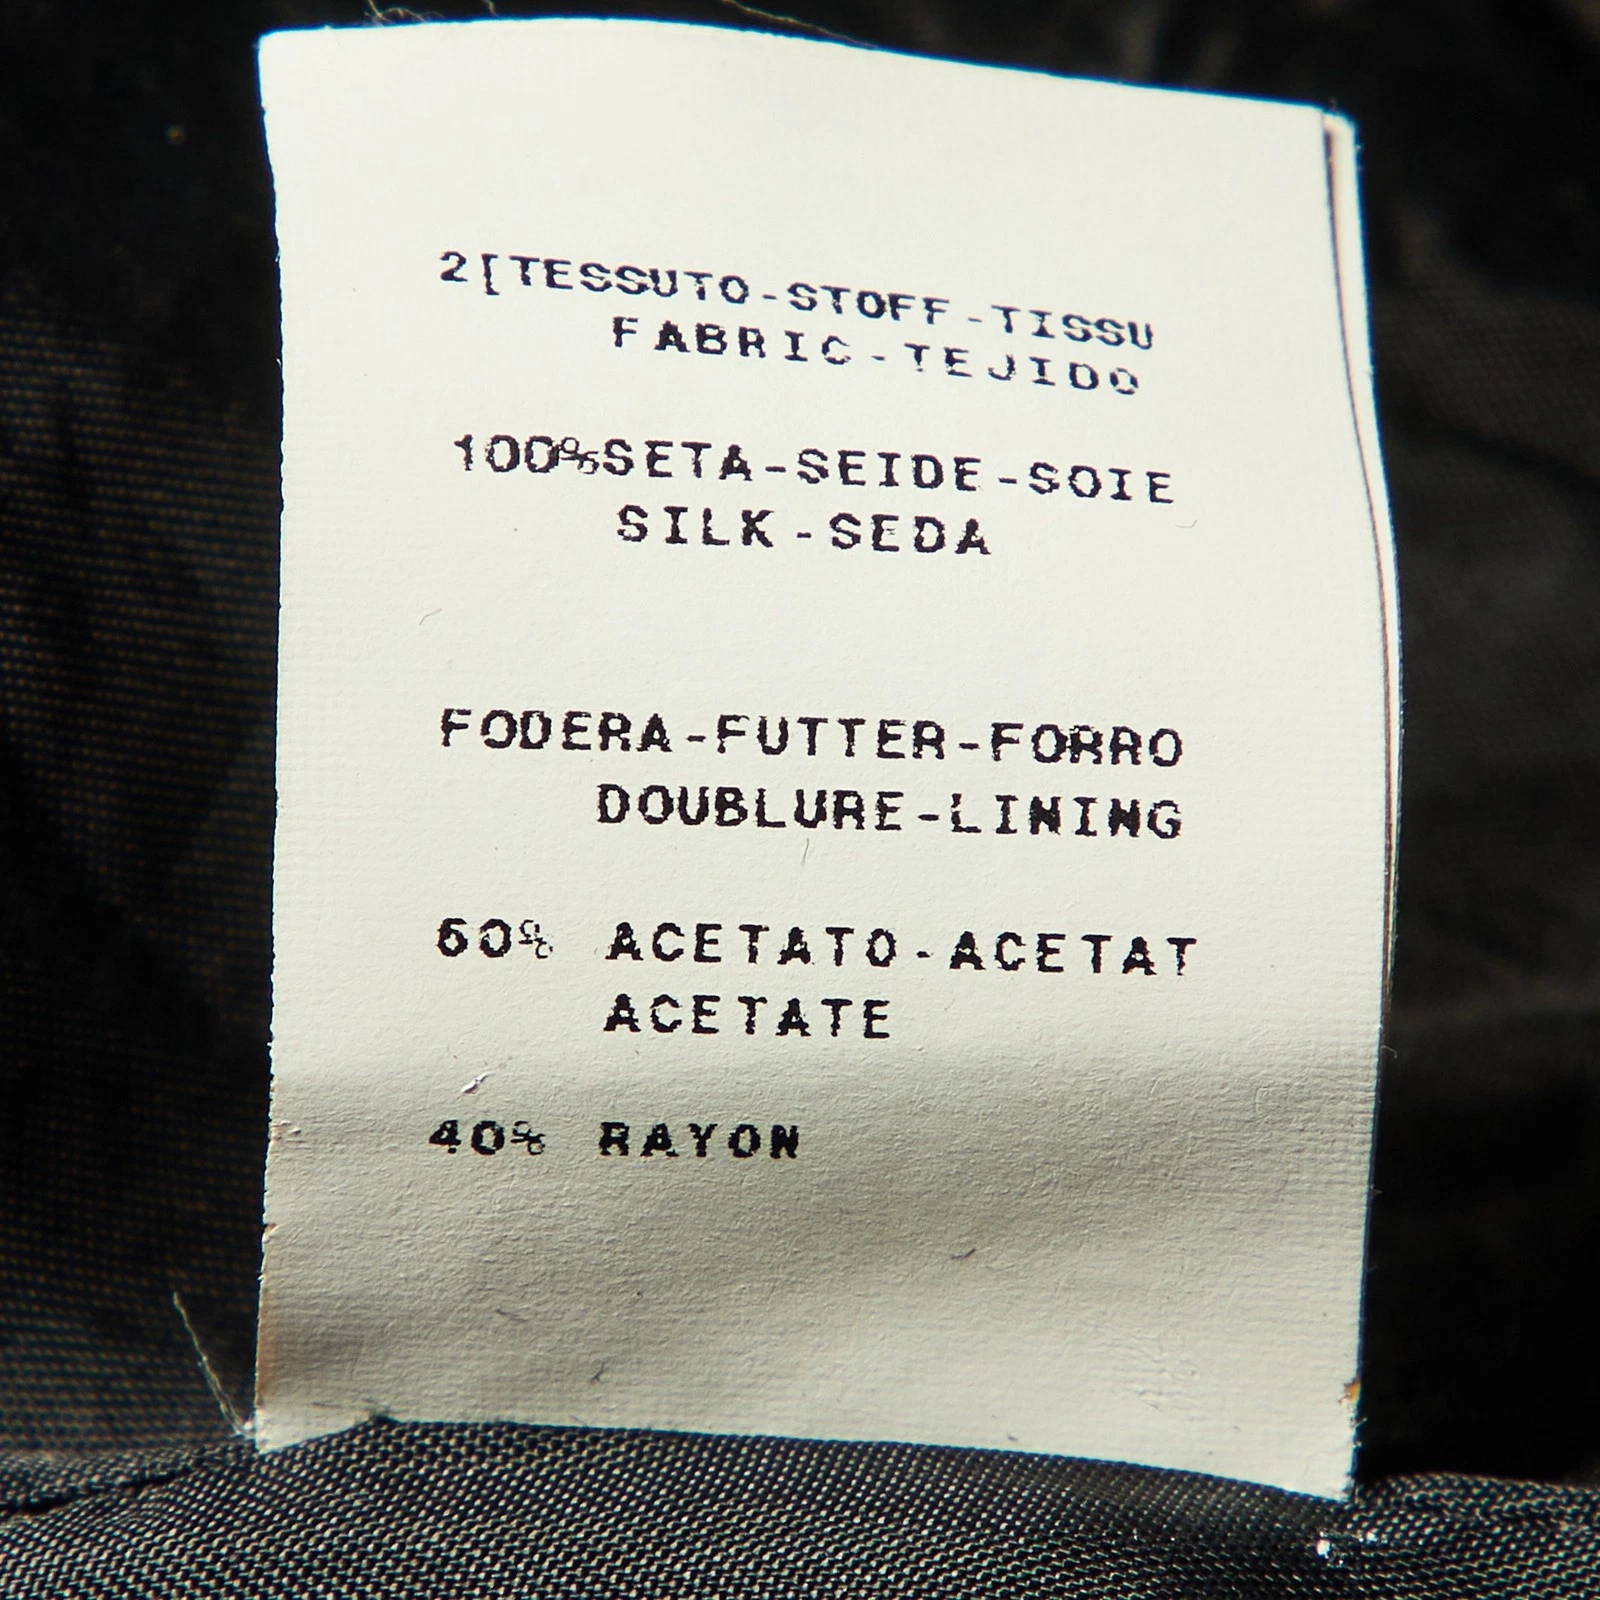 2[TESSUTO-STOFF-TISSU
FABRIC-TEJIDO
100%SETA-SEIDE-SOIE
SILK-SEDA
FODERA-FUTTER-FORRO
DOUBLURE-LINING
60% ACETATO-ACETAT
ACETATE
40% RAYON